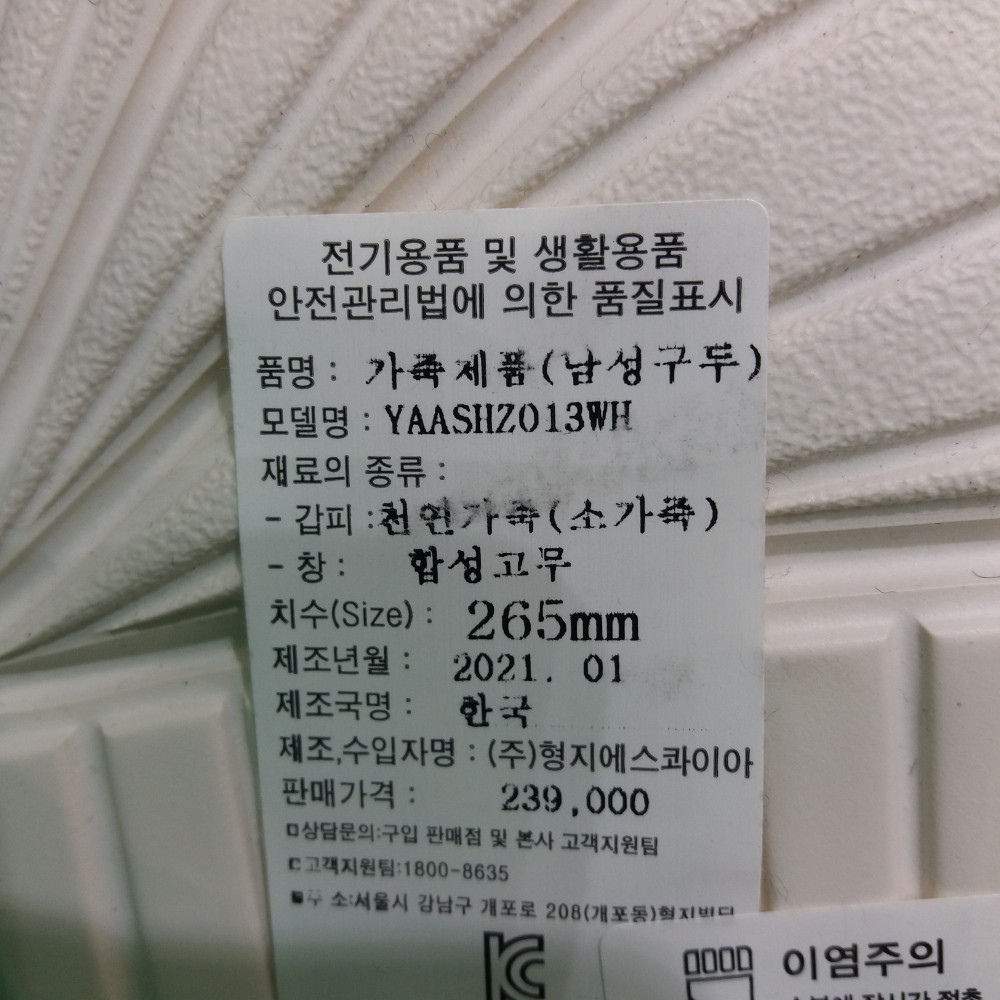 전기용품 및 생활용품
안전관리법에 의한 품질표시
품명 : 가죽제품(남성구두)
모델명 : YAASHZ013WH
재료의 종류 :
- 갑피 : 천연가죽(소가죽)
- 창 : 합성고무
치수(Size) : 265mm
제조년월 : 2021. 01
제조국명 : 한국
제조,수입자명 : (주)형지에스콰이아
판매가격 : 239,000
상담문의:구입 판매점 및 본사 고객지원팀
고객지원팀:1800-8635
주 소:서울시 강남구 개포로 208(개포동)형지빌딩
KC
이염주의